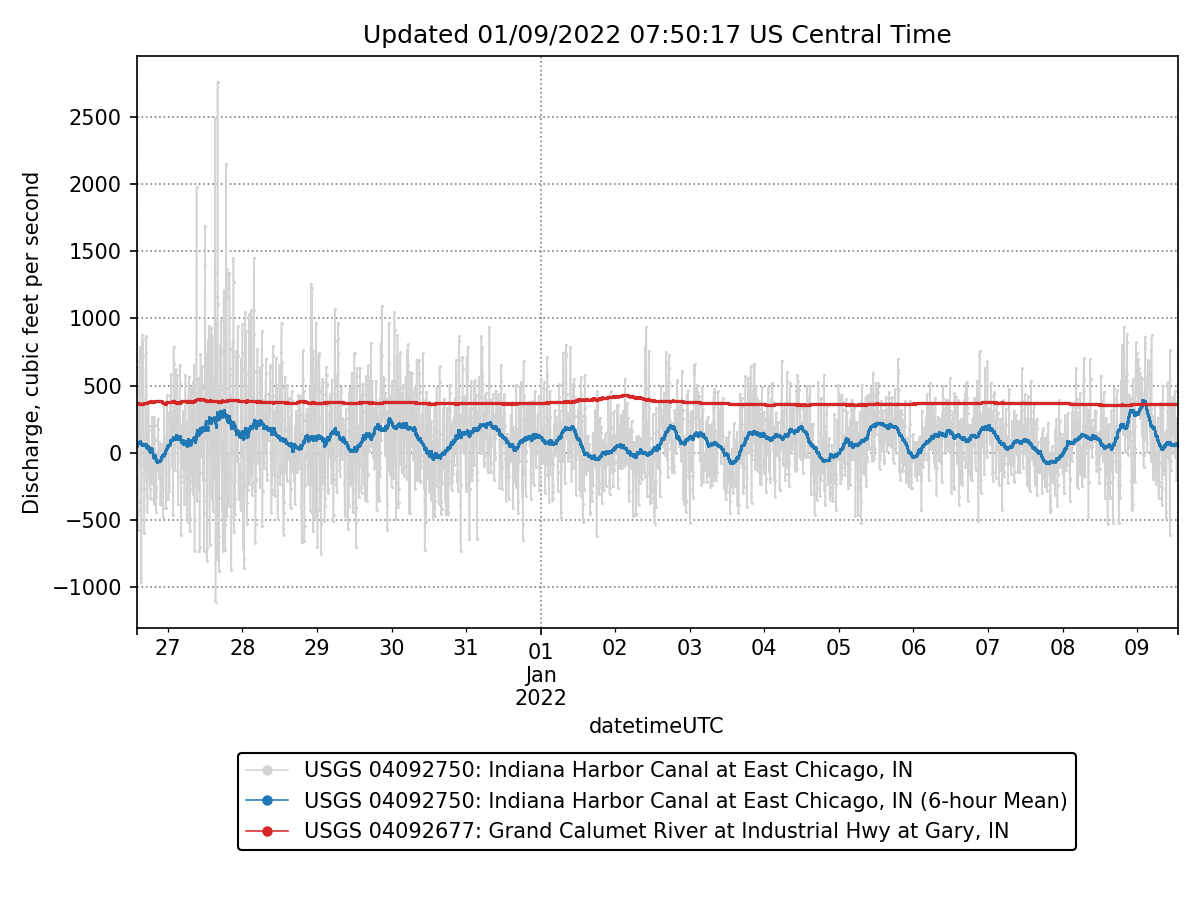 Updated 01/09/2022 07:50:17 US Central Time
Discharge, cubic feet per second
2500
2000
1500
1000
500
0
−500
−1000
27 28 29 30 31 01 02 03 04 05 06 07 08 09
Jan
2022
datetimeUTC
USGS 04092750: Indiana Harbor Canal at East Chicago, IN
USGS 04092750: Indiana Harbor Canal at East Chicago, IN (6-hour Mean)
USGS 04092677: Grand Calumet River at Industrial Hwy at Gary, IN